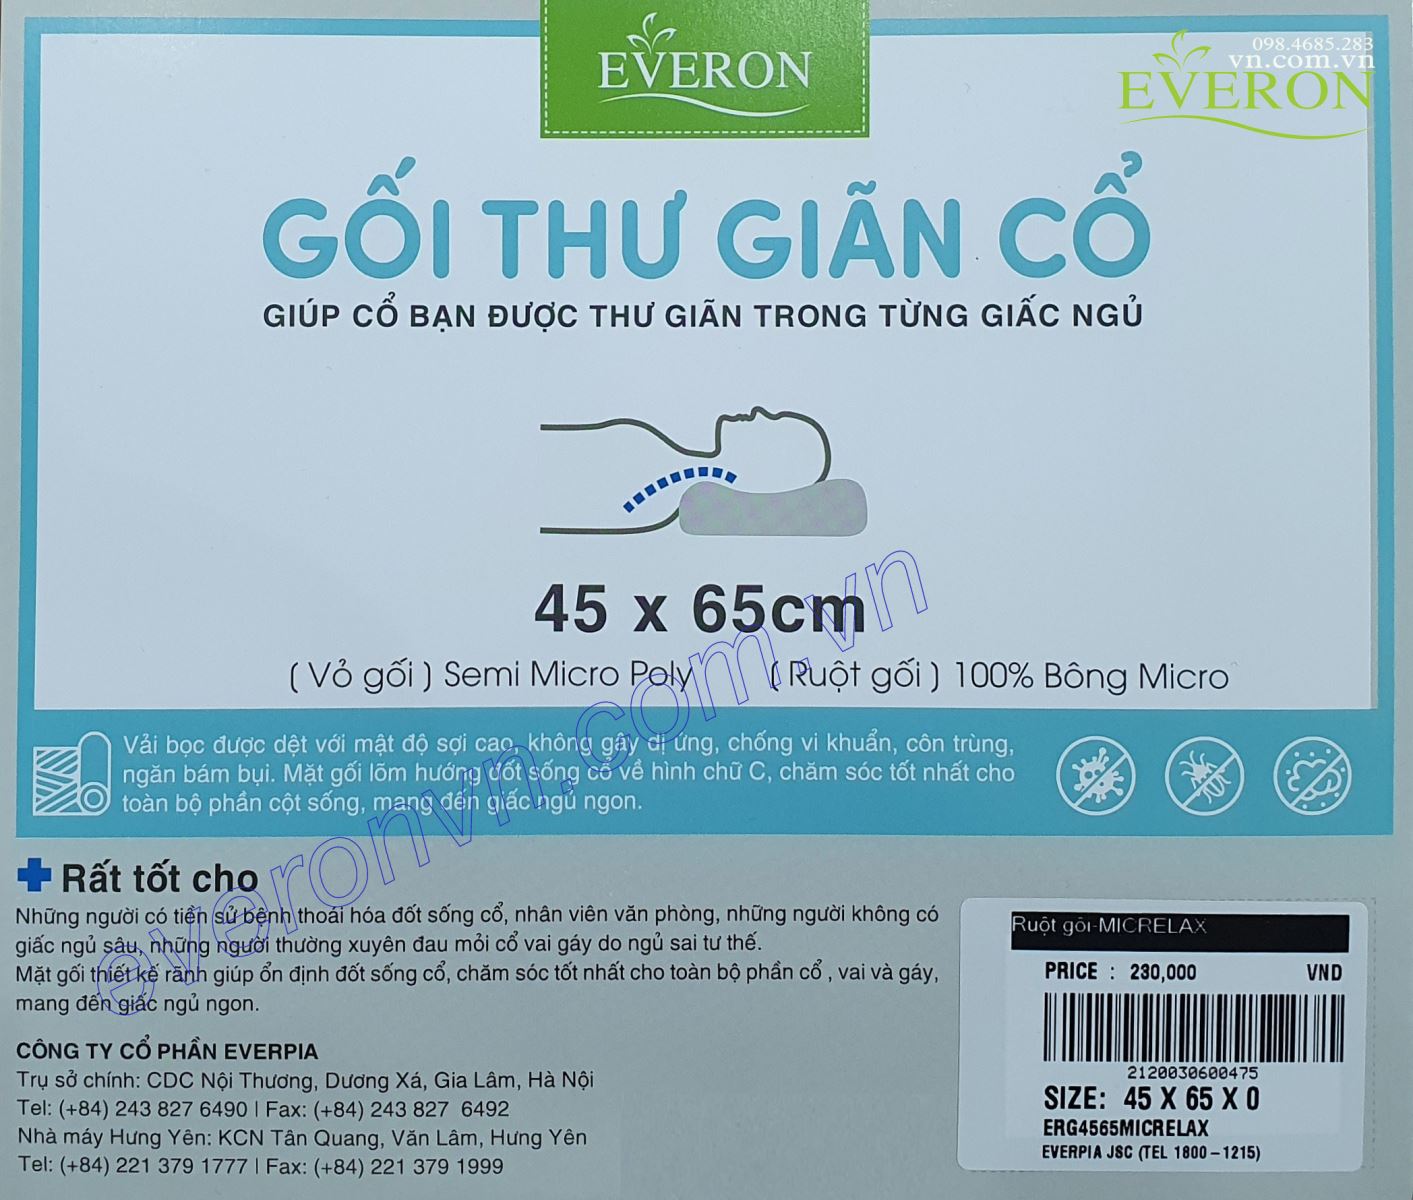 EVERON
098.4685.283
vn.com.vn
EVERON
GỐI THƯ GIÃN CỔ
GIÚP CỔ BẠN ĐƯỢC THƯ GIÃN TRONG TỪNG GIẤC NGỦ
45 x 65cm
( Vỏ gối ) Semi Micro Poly ( Ruột gối ) 100% Bông Micro
everonvn.com.vn
Vải bọc được dệt với mật độ sợi cao, không gây dị ứng, chống vi khuẩn, côn trùng,
ngăn bám bụi. Mặt gối lõm hướng đốt sống cổ về hình chữ C, chăm sóc tốt nhất cho
toàn bộ phần cột sống, mang đến giấc ngủ ngon.
Rất tốt cho
Những người có tiền sử bệnh thoái hóa đốt sống cổ, nhân viên văn phòng, những người không có
giấc ngủ sâu, những người thường xuyên đau mỏi cổ vai gáy do ngủ sai tư thế.
Mặt gối thiết kế rãnh giúp ổn định đốt sống cổ, chăm sóc tốt nhất cho toàn bộ phần cổ , vai và gáy,
mang đến giấc ngủ ngon.
CÔNG TY CỔ PHẦN EVERPIA
Trụ sở chính: CDC Nội Thương, Dương Xá, Gia Lâm, Hà Nội
Tel: (+84) 243 827 6490 | Fax: (+84) 243 827 6492
Nhà máy Hưng Yên: KCN Tân Quang, Văn Lâm, Hưng Yên
Tel: (+84) 221 379 1777 | Fax: (+84) 221 379 1999
Ruột gối-MICRELAX
PRICE : 230,000 VND
2120030600475
SIZE: 45 X 65 X 0
ERG4565MICRELAX
EVERPIA JSC (TEL 1800-1215)